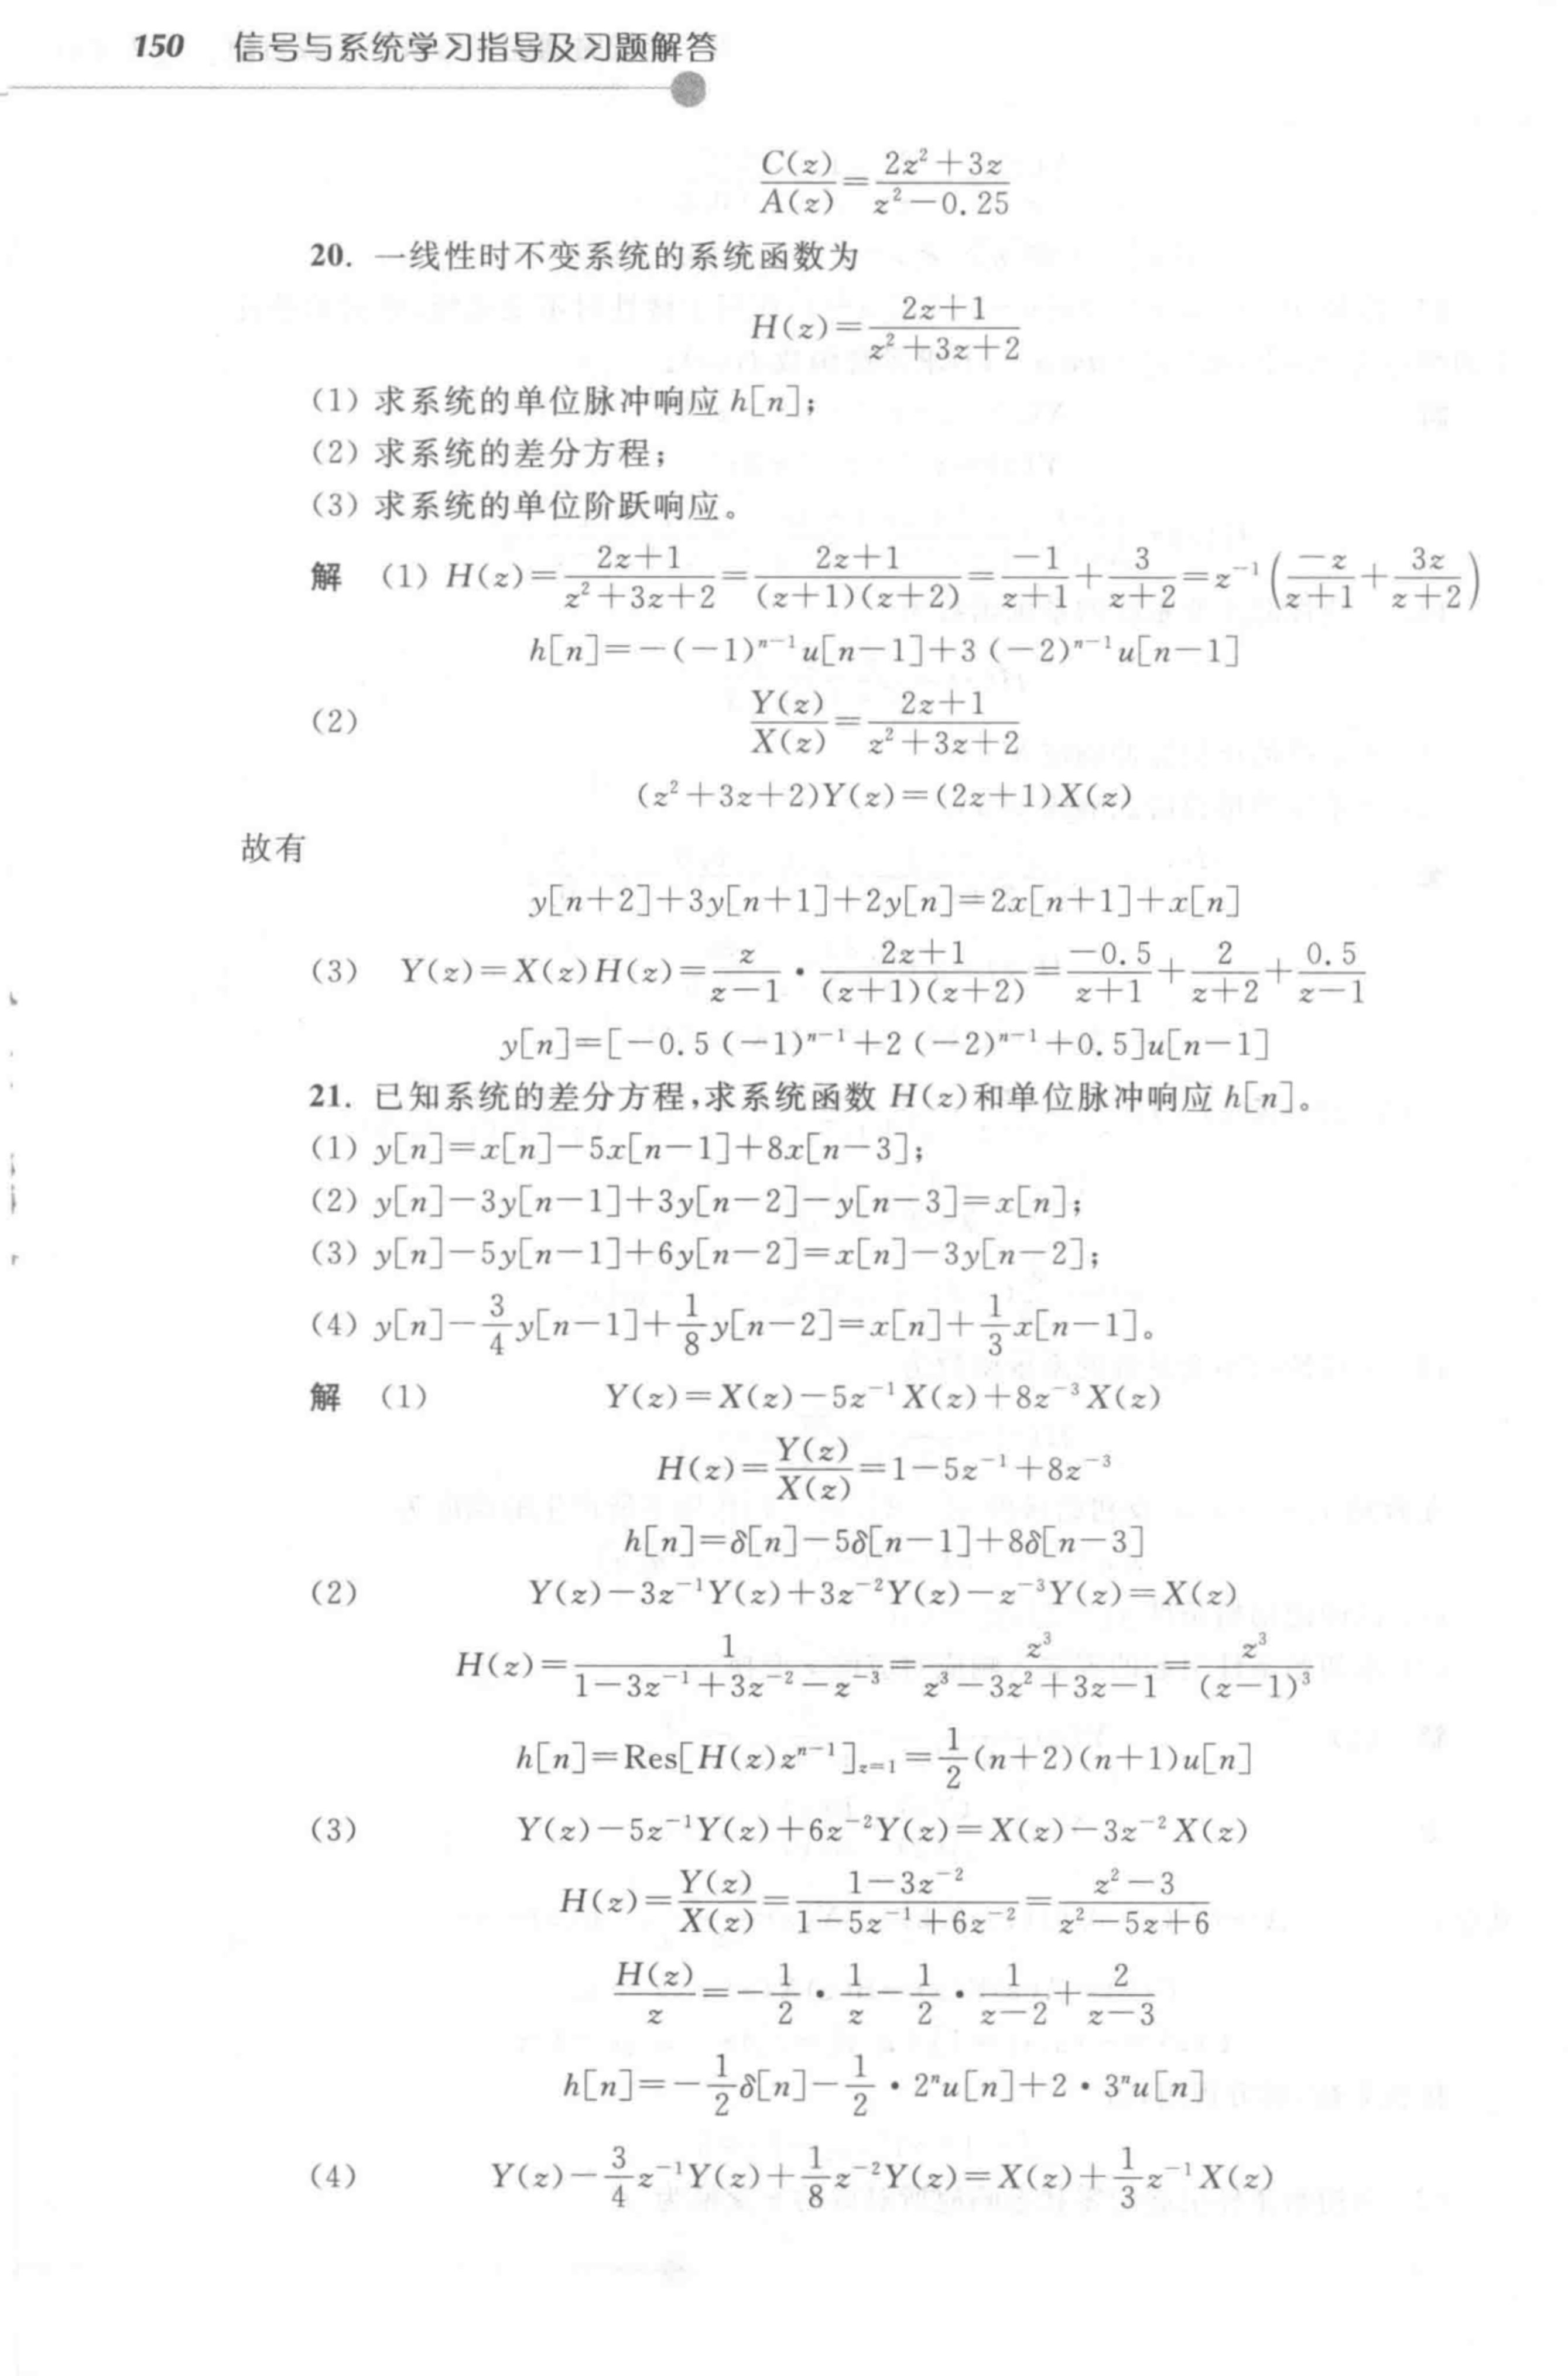 150 信号与系统学习指导及习题解答
C(z)/A(z)=(2z²+3z)/(z²-0.25)
20. 一线性时不变系统的系统函数为
H(z)=(2z+1)/(z²+3z+2)
(1) 求系统的单位脉冲响应 h[n];
(2) 求系统的差分方程;
(3) 求系统的单位阶跃响应。
解 (1) H(z)=(2z+1)/(z²+3z+2)=(2z+1)/((z+1)(z+2))=(-1)/(z+1)+3/(z+2)=z⁻¹((-z)/(z+1)+3z/(z+2))
h[n]=-(-1)ⁿ⁻¹u[n-1]+3(-2)ⁿ⁻¹u[n-1]
(2) Y(z)/X(z)=(2z+1)/(z²+3z+2)
(z²+3z+2)Y(z)=(2z+1)X(z)
故有
y[n+2]+3y[n+1]+2y[n]=2x[n+1]+x[n]
(3) Y(z)=X(z)H(z)=z/(z-1)·(2z+1)/((z+1)(z+2))=(-0.5)/(z+1)+2/(z+2)+0.5/(z-1)
y[n]=[-0.5(-1)ⁿ⁻¹+2(-2)ⁿ⁻¹+0.5]u[n-1]
21. 已知系统的差分方程,求系统函数 H(z)和单位脉冲响应 h[n]。
(1) y[n]=x[n]-5x[n-1]+8x[n-3];
(2) y[n]-3y[n-1]+3y[n-2]-y[n-3]=x[n];
(3) y[n]-5y[n-1]+6y[n-2]=x[n]-3y[n-2];
(4) y[n]-3/4y[n-1]+1/8y[n-2]=x[n]+1/3x[n-1]。
解 (1) Y(z)=X(z)-5z⁻¹X(z)+8z⁻³X(z)
H(z)=Y(z)/X(z)=1-5z⁻¹+8z⁻³
h[n]=δ[n]-5δ[n-1]+8δ[n-3]
(2) Y(z)-3z⁻¹Y(z)+3z⁻²Y(z)-z⁻³Y(z)=X(z)
H(z)=1/(1-3z⁻¹+3z⁻²-z⁻³)=z³/(z³-3z²+3z-1)=z³/(z-1)³
h[n]=Res[H(z)zⁿ⁻¹]z=1=1/2(n+2)(n+1)u[n]
(3) Y(z)-5z⁻¹Y(z)+6z⁻²Y(z)=X(z)-3z⁻²X(z)
H(z)=Y(z)/X(z)=(1-3z⁻²)/(1-5z⁻¹+6z⁻²)=(z²-3)/(z²-5z+6)
H(z)/z=-1/2·1/z-1/2·1/(z-2)+2/(z-3)
h[n]=-1/2δ[n]-1/2·2ⁿu[n]+2·3ⁿu[n]
(4) Y(z)-3/4z⁻¹Y(z)+1/8z⁻²Y(z)=X(z)+1/3z⁻¹X(z)